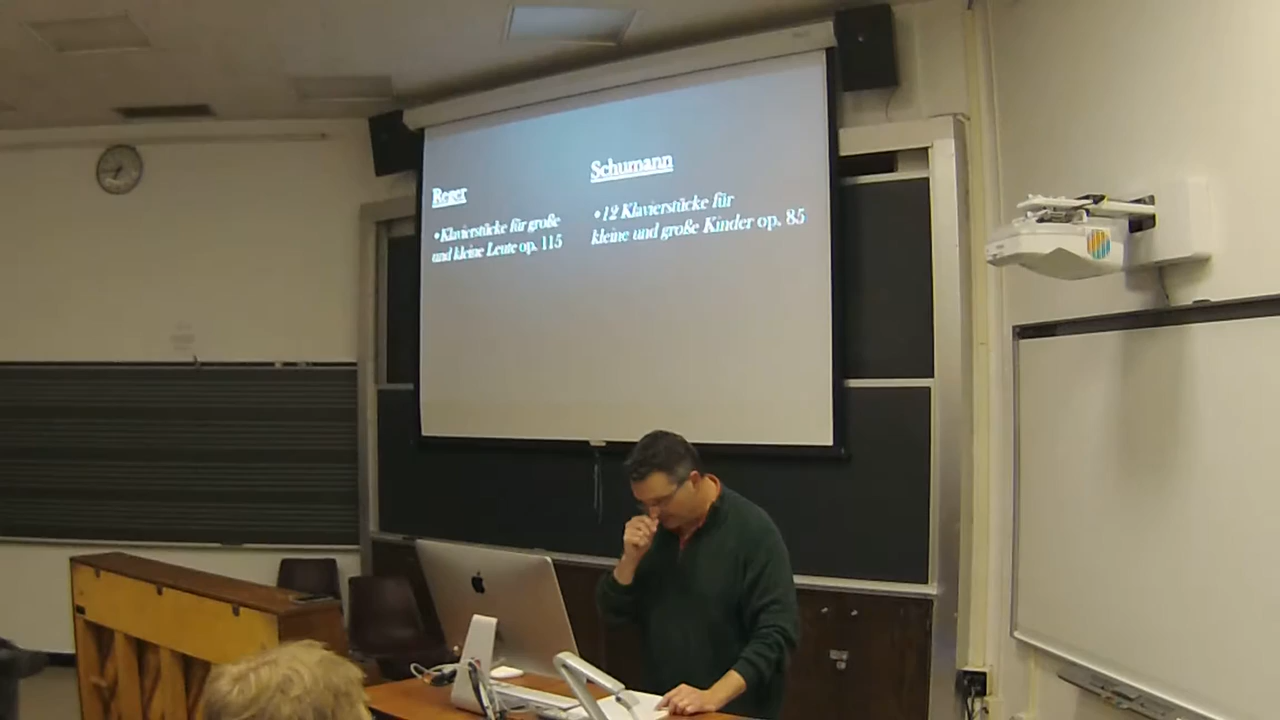 Reger
•Klavierstücke für große
und kleine Leute op. 115
Schumann
•12 Klavierstücke für
kleine und große Kinder op. 85